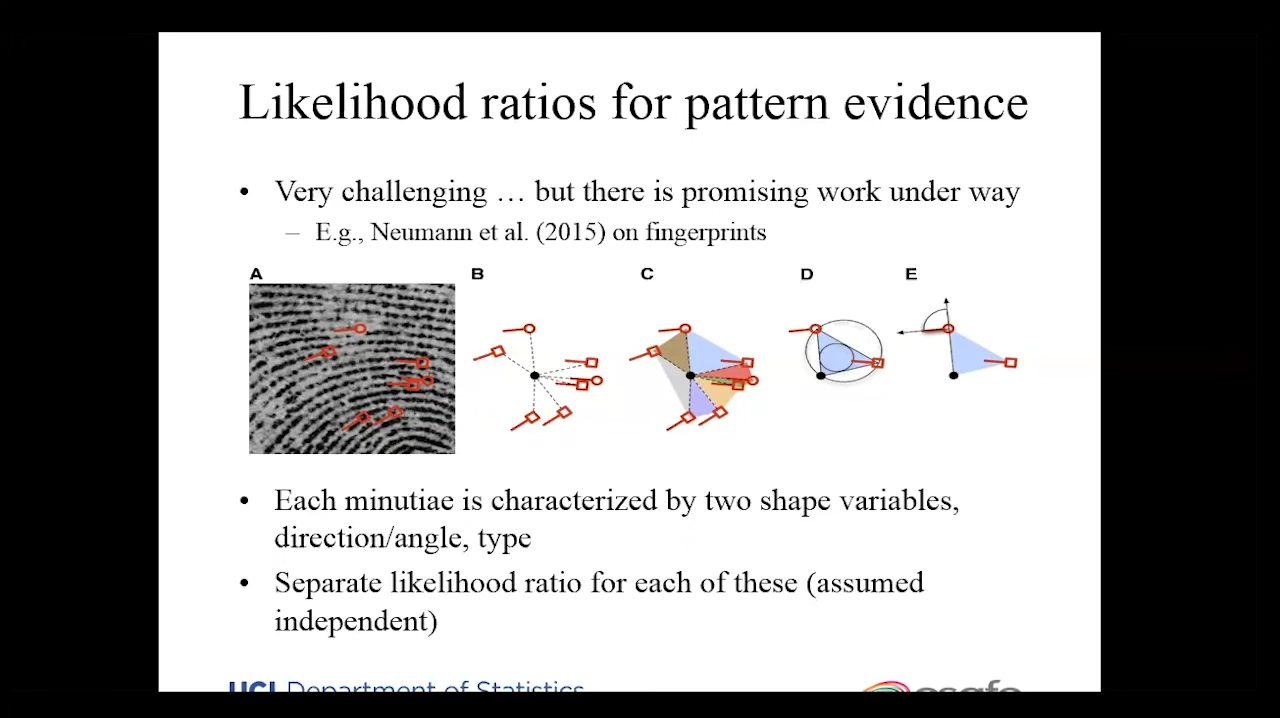 Likelihood ratios for pattern evidence
• Very challenging … but there is promising work under way
– E.g., Neumann et al. (2015) on fingerprints
A B C D E
• Each minutiae is characterized by two shape variables,
direction/angle, type
• Separate likelihood ratio for each of these (assumed
independent)
UCI Department of Statistics
csafe